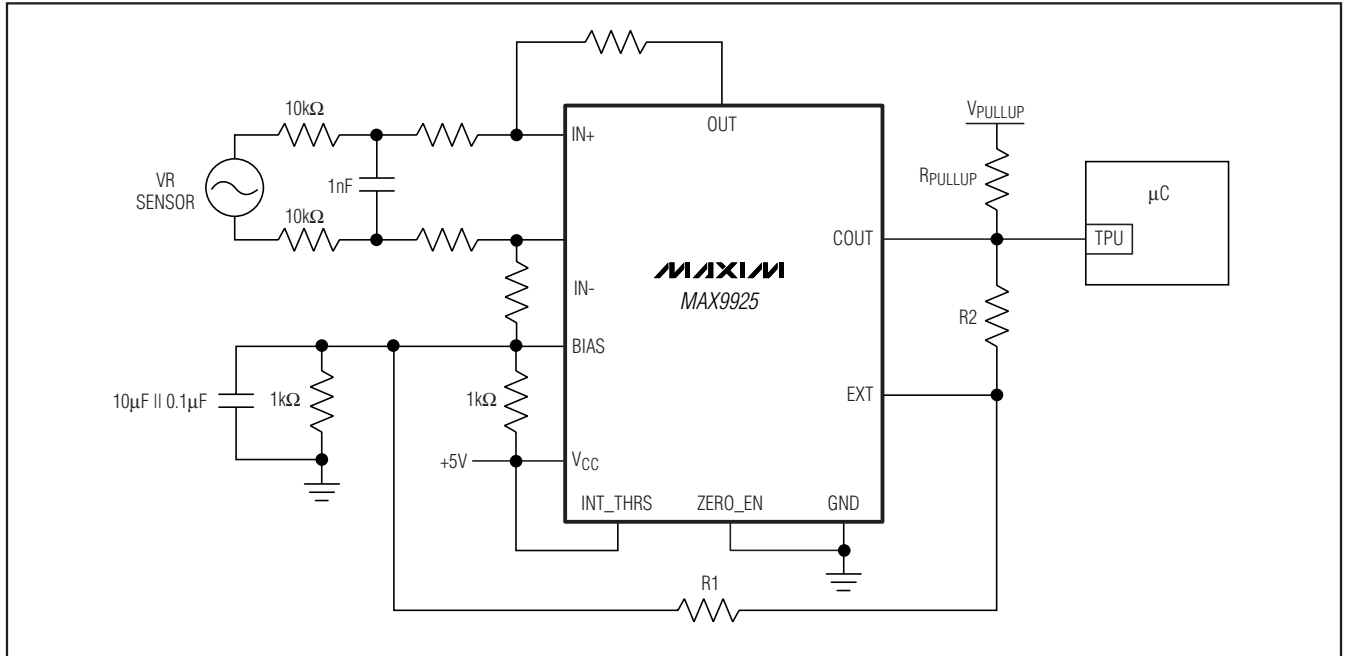 OUT
10kΩ
IN+
VPULLUP
RPULLUP
µC
VR
SENSOR
1nF
10kΩ
COUT
TPU
MAXIM
MAX9925
IN-
R2
BIAS
10µF || 0.1µF
1kΩ
1kΩ
EXT
+5V
VCC
INT_THRS
ZERO_EN
GND
R1